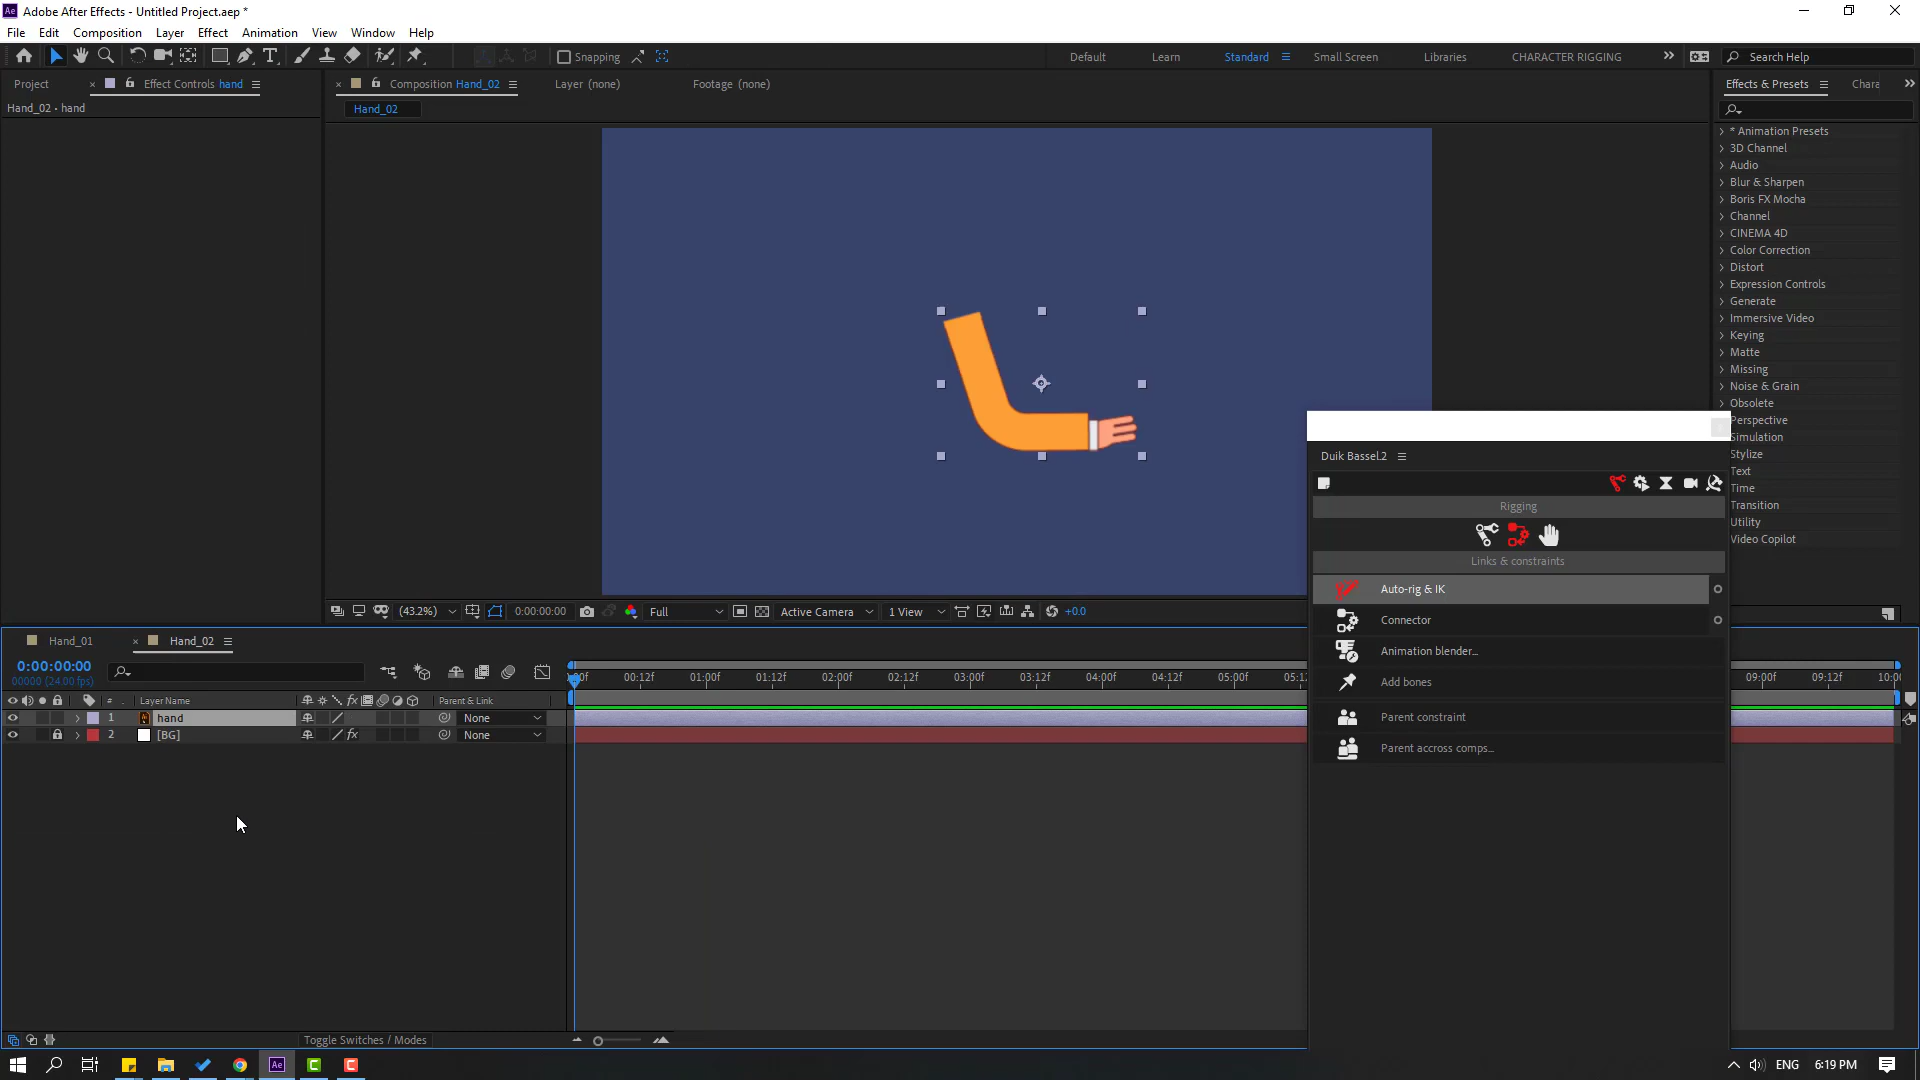 Adobe After Effects - Untitled Project.aep *
File Edit Composition Layer Effect Animation View Window Help
Snapping
Default Learn Standard Small Screen Libraries CHARACTER RIGGING
Search Help
Project
Effect Controls hand
Composition Hand_02
Layer (none)
Footage (none)
Effects & Presets
Chara
Hand_02 • hand
Hand_02
* Animation Presets
3D Channel
Audio
Blur & Sharpen
Boris FX Mocha
Channel
CINEMA 4D
Color Correction
Distort
Expression Controls
Generate
Immersive Video
Keying
Matte
Missing
Noise & Grain
Obsolete
Perspective
Simulation
Stylize
Text
Time
Transition
Utility
Video Copilot
Duik Bassel.2
Rigging
Links & constraints
Auto-rig & IK
Connector
Animation blender...
Add bones
Parent constraint
Parent accross comps...
(43.2%) 0:00:00:00 Full Active Camera 1 View +0.0
Hand_01
Hand_02
0:00:00:00
00000 (24.00 fps)
:00f 00:12f 01:00f 01:12f 02:00f 02:12f 03:00f 03:12f 04:00f 04:12f 05:00f 05:1 09:00f 09:12f 10:0
# Layer Name Parent & Link
1 hand None
2 [BG] None
Toggle Switches / Modes
ENG 6:19 PM